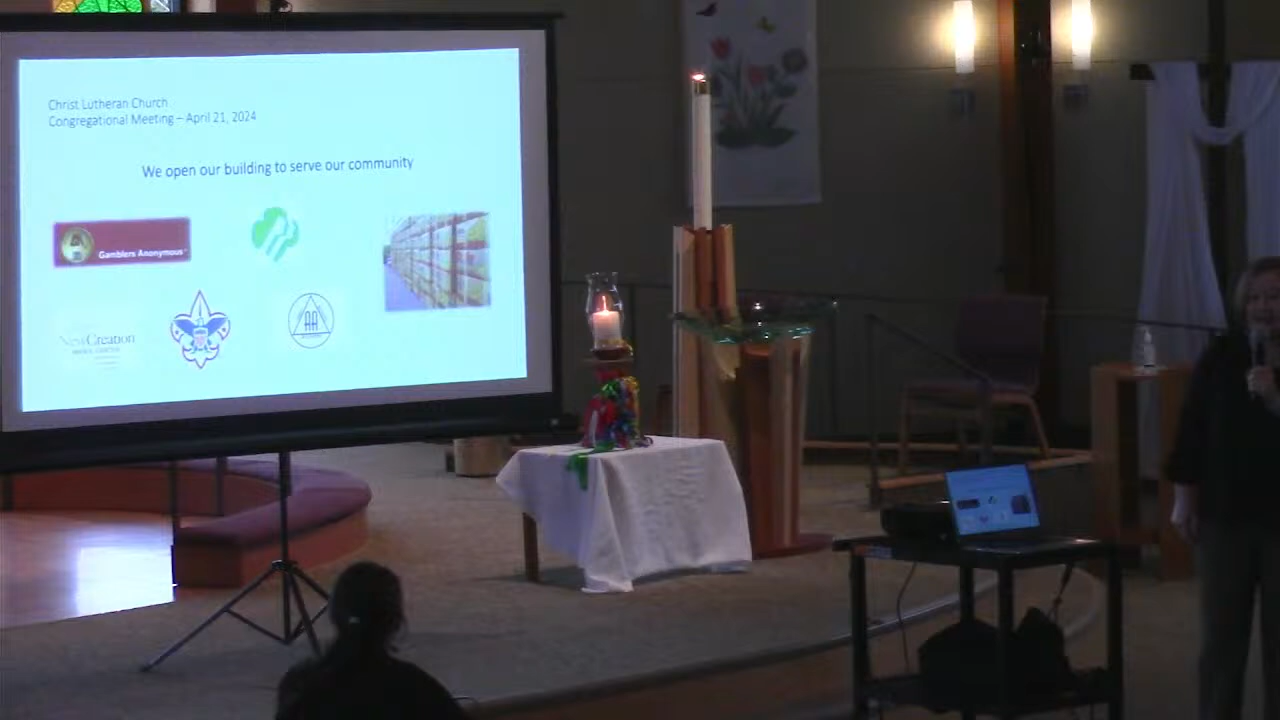 Christ Lutheran Church
Congregational Meeting – April 21, 2024
We open our building to serve our community
Gamblers Anonymous
NewCreation
AA